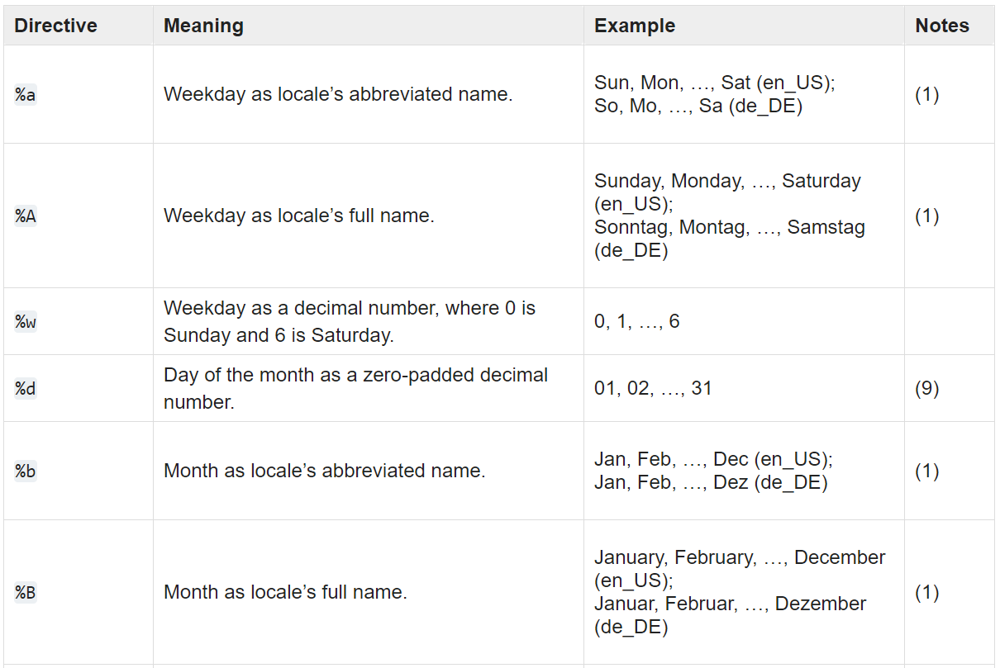 Directive Meaning Example Notes
%a Weekday as locale’s abbreviated name. Sun, Mon, …, Sat (en_US);
So, Mo, …, Sa (de_DE) (1)
%A Weekday as locale’s full name. Sunday, Monday, …, Saturday
(en_US);
Sonntag, Montag, …, Samstag
(de_DE) (1)
%w Weekday as a decimal number, where 0 is
Sunday and 6 is Saturday. 0, 1, …, 6
%d Day of the month as a zero-padded decimal
number. 01, 02, …, 31 (9)
%b Month as locale’s abbreviated name. Jan, Feb, …, Dec (en_US);
Jan, Feb, …, Dez (de_DE) (1)
%B Month as locale’s full name. January, February, …, December
(en_US);
Januar, Februar, …, Dezember
(de_DE) (1)